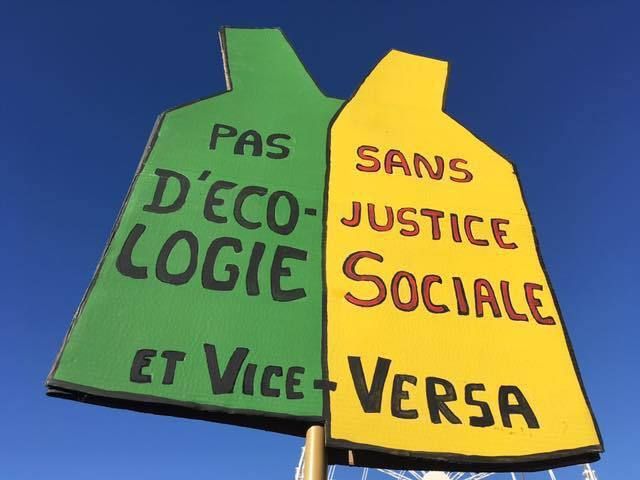 PAS
D'ECO-
LOGIE
SANS
JUSTICE
SOCIALE
ET VICE-VERSA